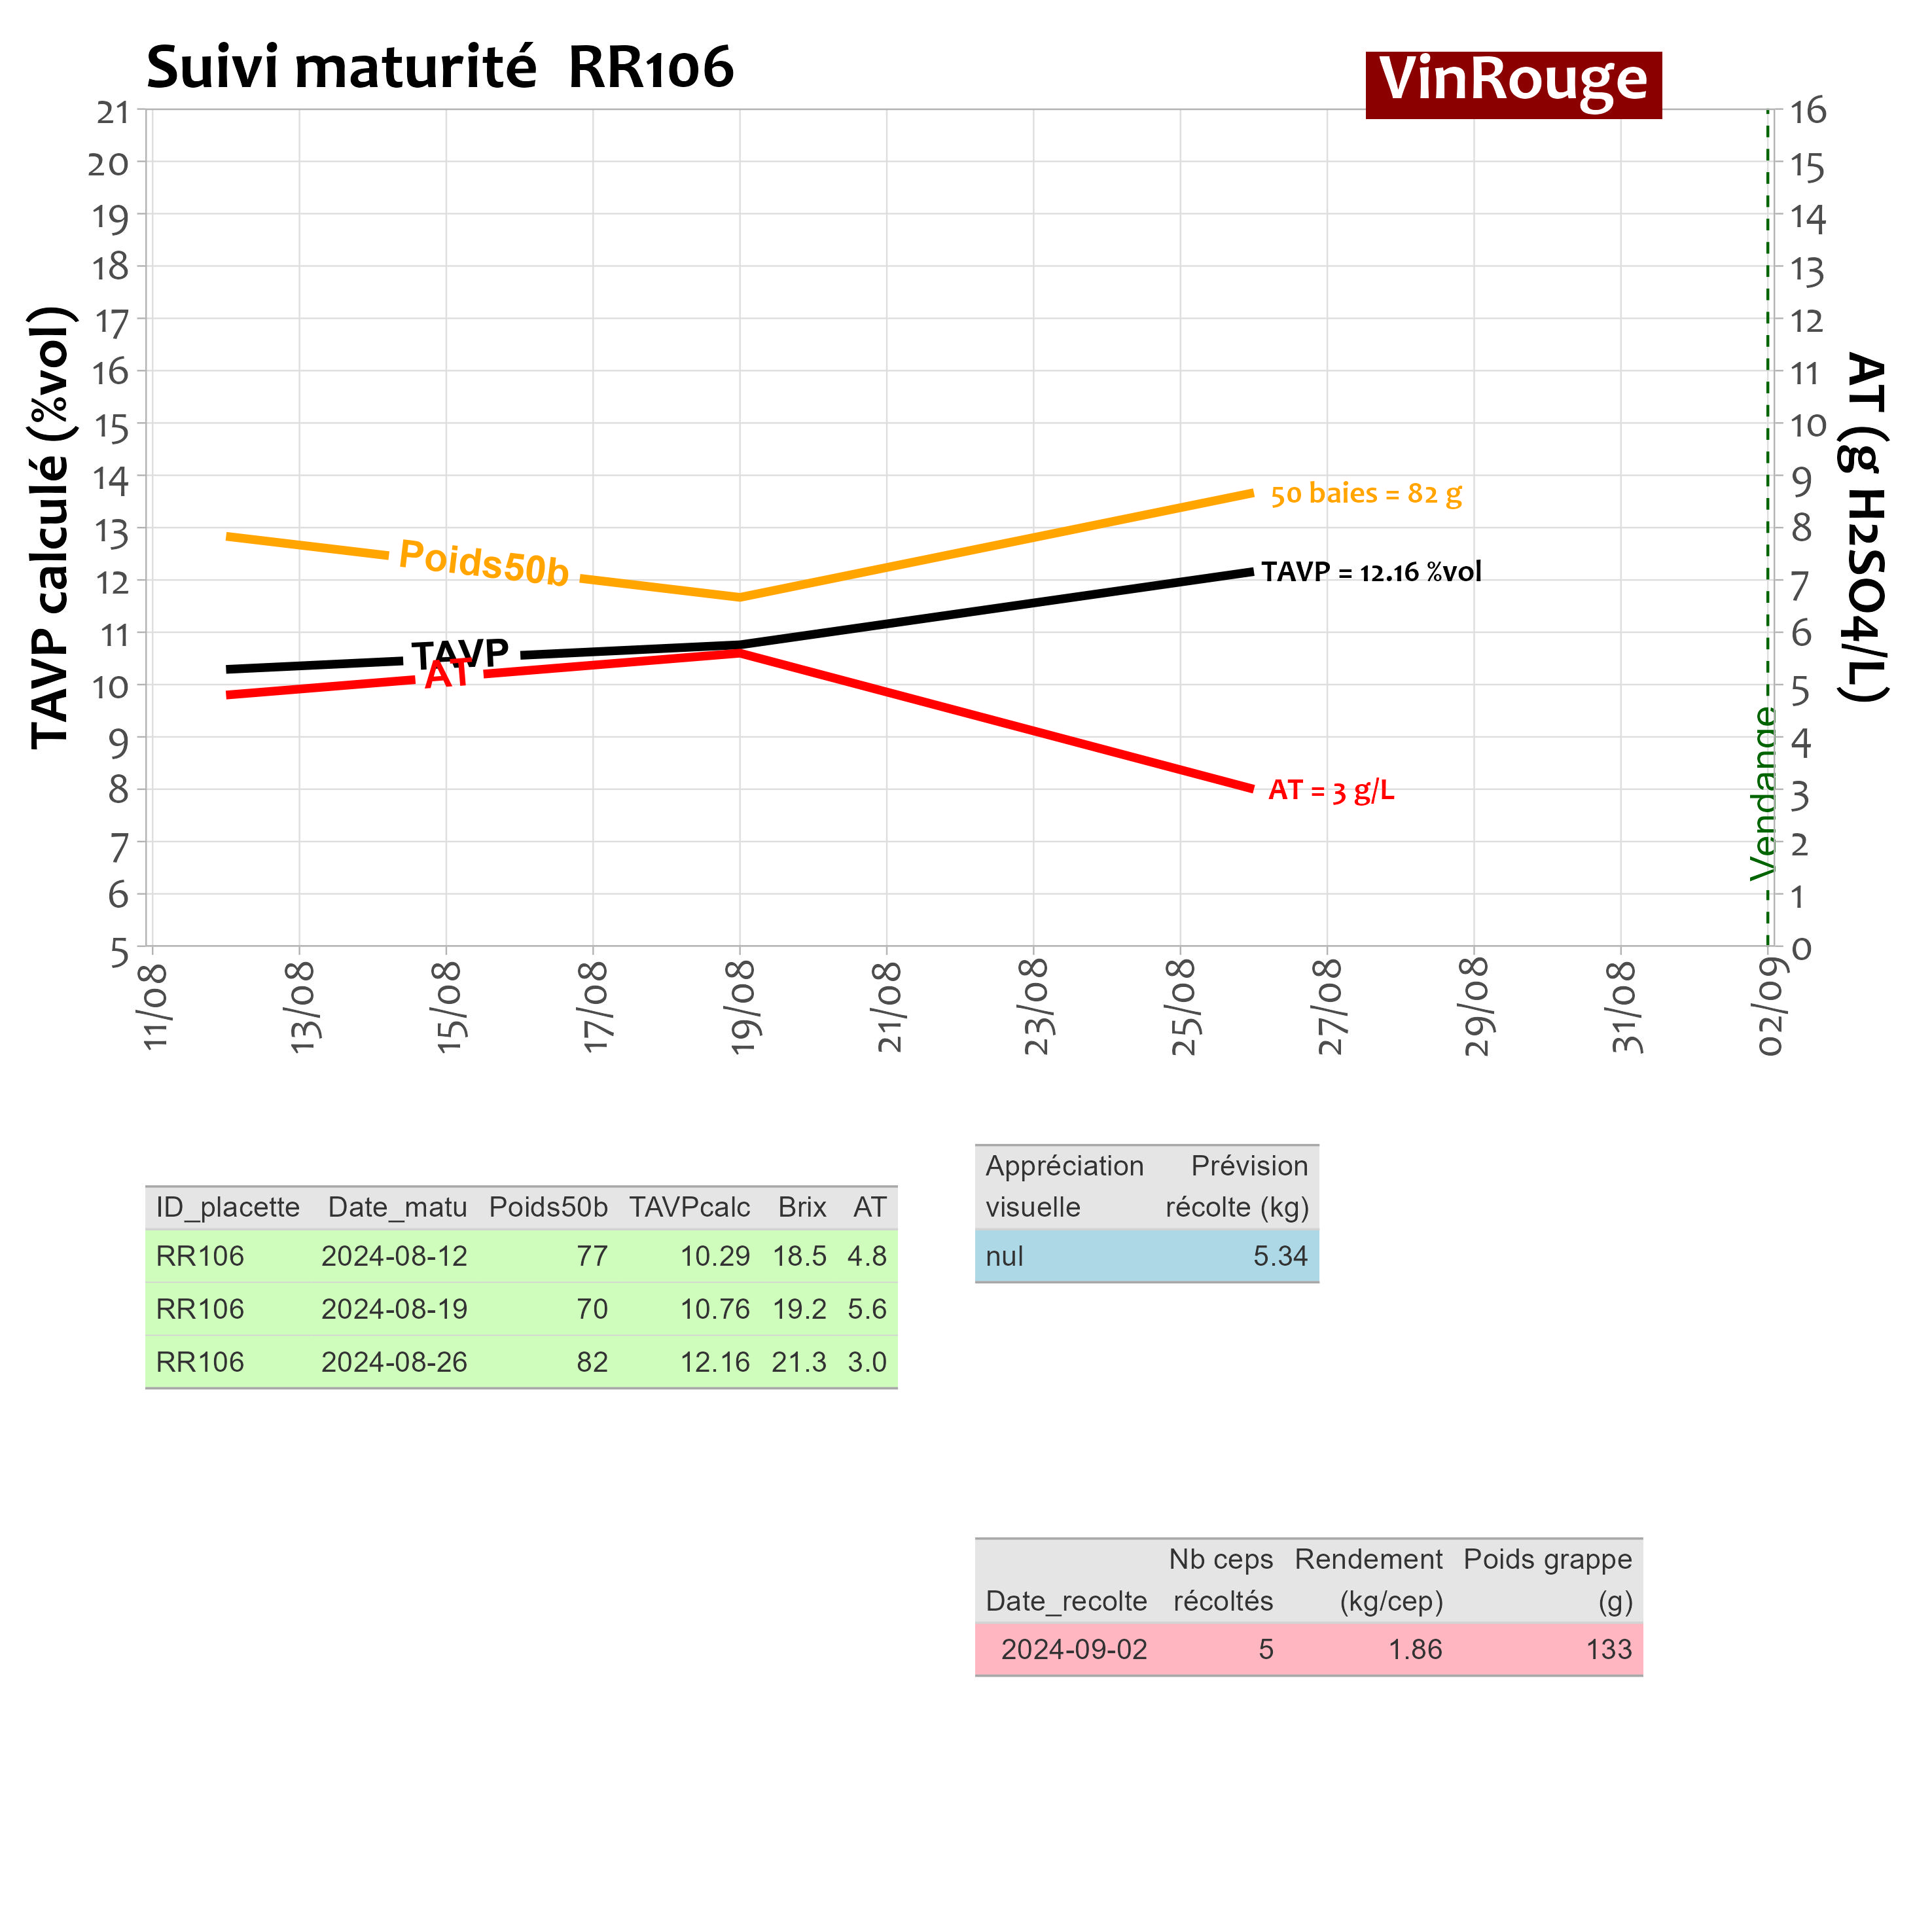 Suivi maturité RR106
VinRouge
TAVP calculé (%vol)
21
20
19
18
17
16
15
14
13
12
11
10
9
8
7
6
5
16
15
14
13
12
11
10
9
8
7
6
5
4
3
2
1
0
AT (g H2SO4/L)
Poids50b
50 baies = 82 g
TAVP
TAVP = 12.16 %vol
AT
AT = 3 g/L
Vendange
11/08
13/08
15/08
17/08
19/08
21/08
23/08
25/08
27/08
29/08
31/08
02/09
ID_placette Date_matu Poids50b TAVPcalc Brix AT
RR106 2024-08-12 77 10.29 18.5 4.8
RR106 2024-08-19 70 10.76 19.2 5.6
RR106 2024-08-26 82 12.16 21.3 3.0
Appréciation Prévision
visuelle récolte (kg)
nul 5.34
Nb ceps Rendement Poids grappe
Date_recolte récoltés (kg/cep) (g)
2024-09-02 5 1.86 133